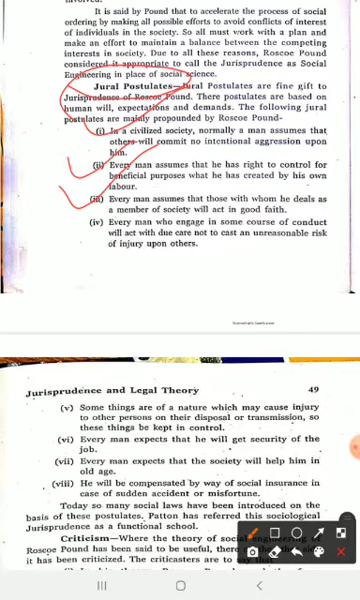 It is said by Pound that to accelerate the process of social
ordering by making all possible efforts to avoid conflicts of interest
of individuals in the society. So all must work with a plan and
make an effort to maintain a balance between the competing
interests in society. Due to all these reasons, Roscoe Pound
considered it appropriate to call the Jurisprudence as Social
Engineering in place of social science.
Jural Postulates—Jural Postulates are fine gift to
Jurisprudence of Roscoe Pound. There postulates are based on
human will, expectations and demands. The following jural
postulates are mainly propounded by Roscoe Pound-
(i) In a civilized society, normally a man assumes that
others will commit no intentional aggression upon
him.
(ii) Every man assumes that he has right to control for
beneficial purposes what he has created by his own
labour.
(iii) Every man assumes that those with whom he deals as
a member of society will act in good faith.
(iv) Every man who engage in some course of conduct
will act with due care not to cast an unreasonable risk
of injury upon others.
Jurisprudence and Legal Theory 49
(v) Some things are of a nature which may cause injury
to other persons on their disposal or transmission, so
these things be kept in control.
(vi) Every man expects that he will get security of the
job.
(vii) Every man expects that the society will help him in
old age.
(viii) He will be compensated by way of social insurance in
case of sudden accident or misfortune.
Today so many social laws have been introduced on the
basis of these postulates. Patton has referred this sociological
Jurisprudence as a functional school.
Criticism—Where the theory of social
Roscoe Pound has been said to be useful,
it has been criticized. The criticasters are